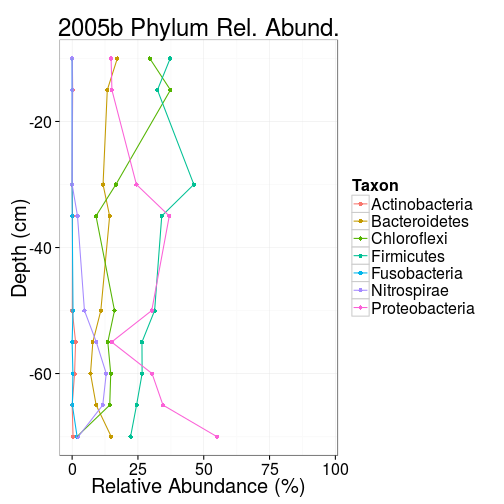 2005b Phylum Rel. Abund.
-20
-40
-60
Depth (cm)
0 25 50 75 100
Relative Abundance (%)
Taxon
Actinobacteria
Bacteroidetes
Chloroflexi
Firmicutes
Fusobacteria
Nitrospirae
Proteobacteria